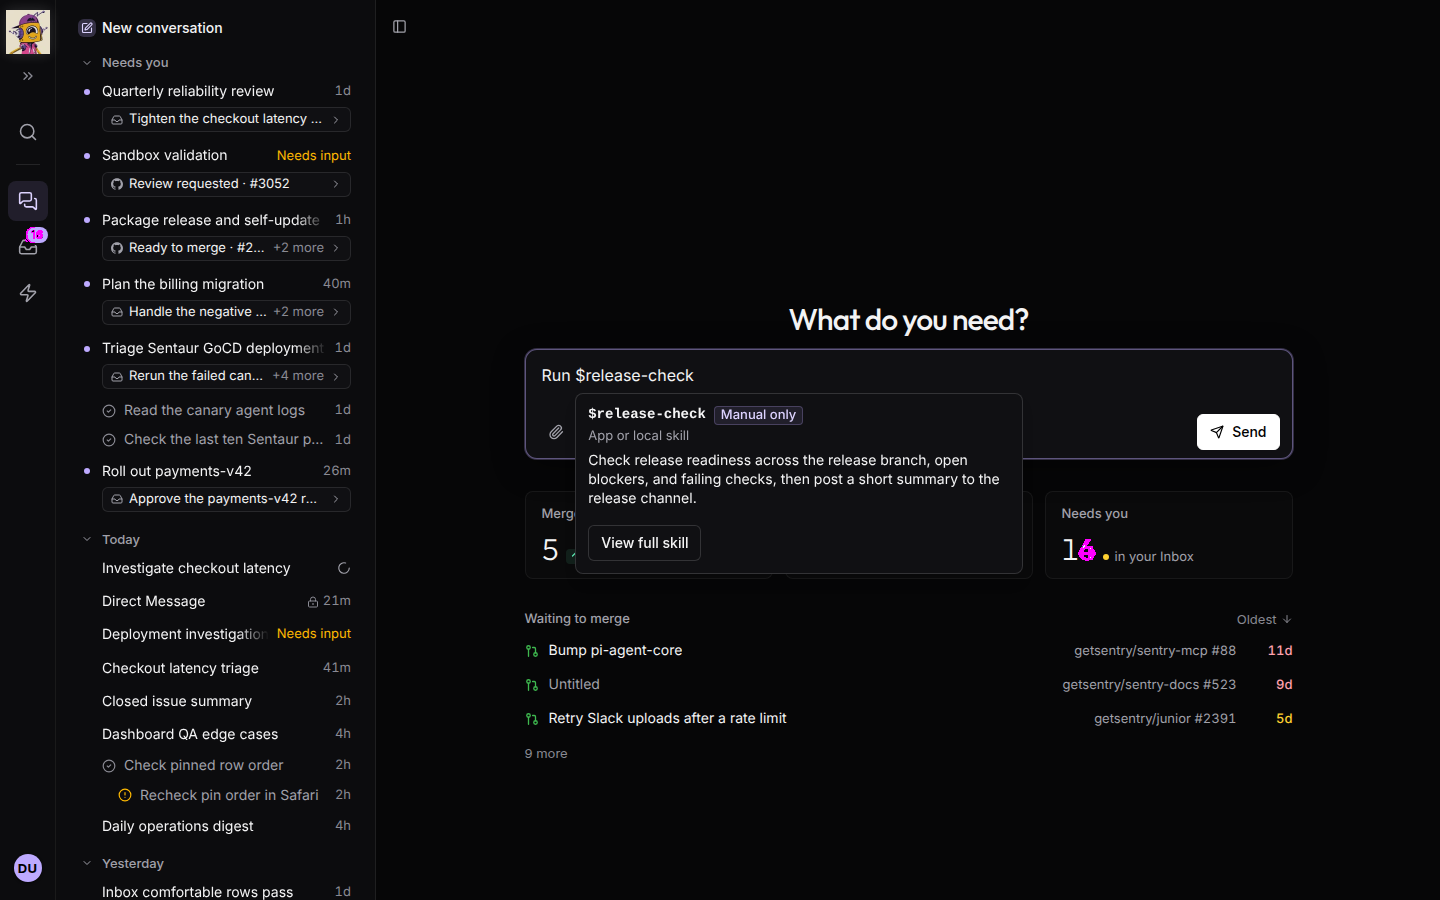 New conversation
Needs you
Quarterly reliability review 1d
Tighten the checkout latency ...
Sandbox validation Needs input
Review requested · #3052
Package release and self-update 1h
Ready to merge · #2... +2 more
Plan the billing migration 40m
Handle the negative ... +2 more
Triage Sentaur GoCD deployment 1d
Rerun the failed can... +4 more
Read the canary agent logs 1d
Check the last ten Sentaur p... 1d
Roll out payments-v42 26m
Approve the payments-v42 r...
Today
Investigate checkout latency
Direct Message 21m
Deployment investigation Needs input
Checkout latency triage 41m
Closed issue summary 2h
Dashboard QA edge cases 4h
Check pinned row order 2h
Recheck pin order in Safari 2h
Daily operations digest 4h
Yesterday
Inbox comfortable rows pass 1d
DU
What do you need?
Run $release-check
$release-check Manual only
App or local skill
Check release readiness across the release branch, open
blockers, and failing checks, then post a short summary to the
release channel.
View full skill
Send
5
Needs you
in your Inbox
Waiting to merge Oldest
Bump pi-agent-core getsentry/sentry-mcp #88 11d
Untitled getsentry/sentry-docs #523 9d
Retry Slack uploads after a rate limit getsentry/junior #2391 5d
9 more